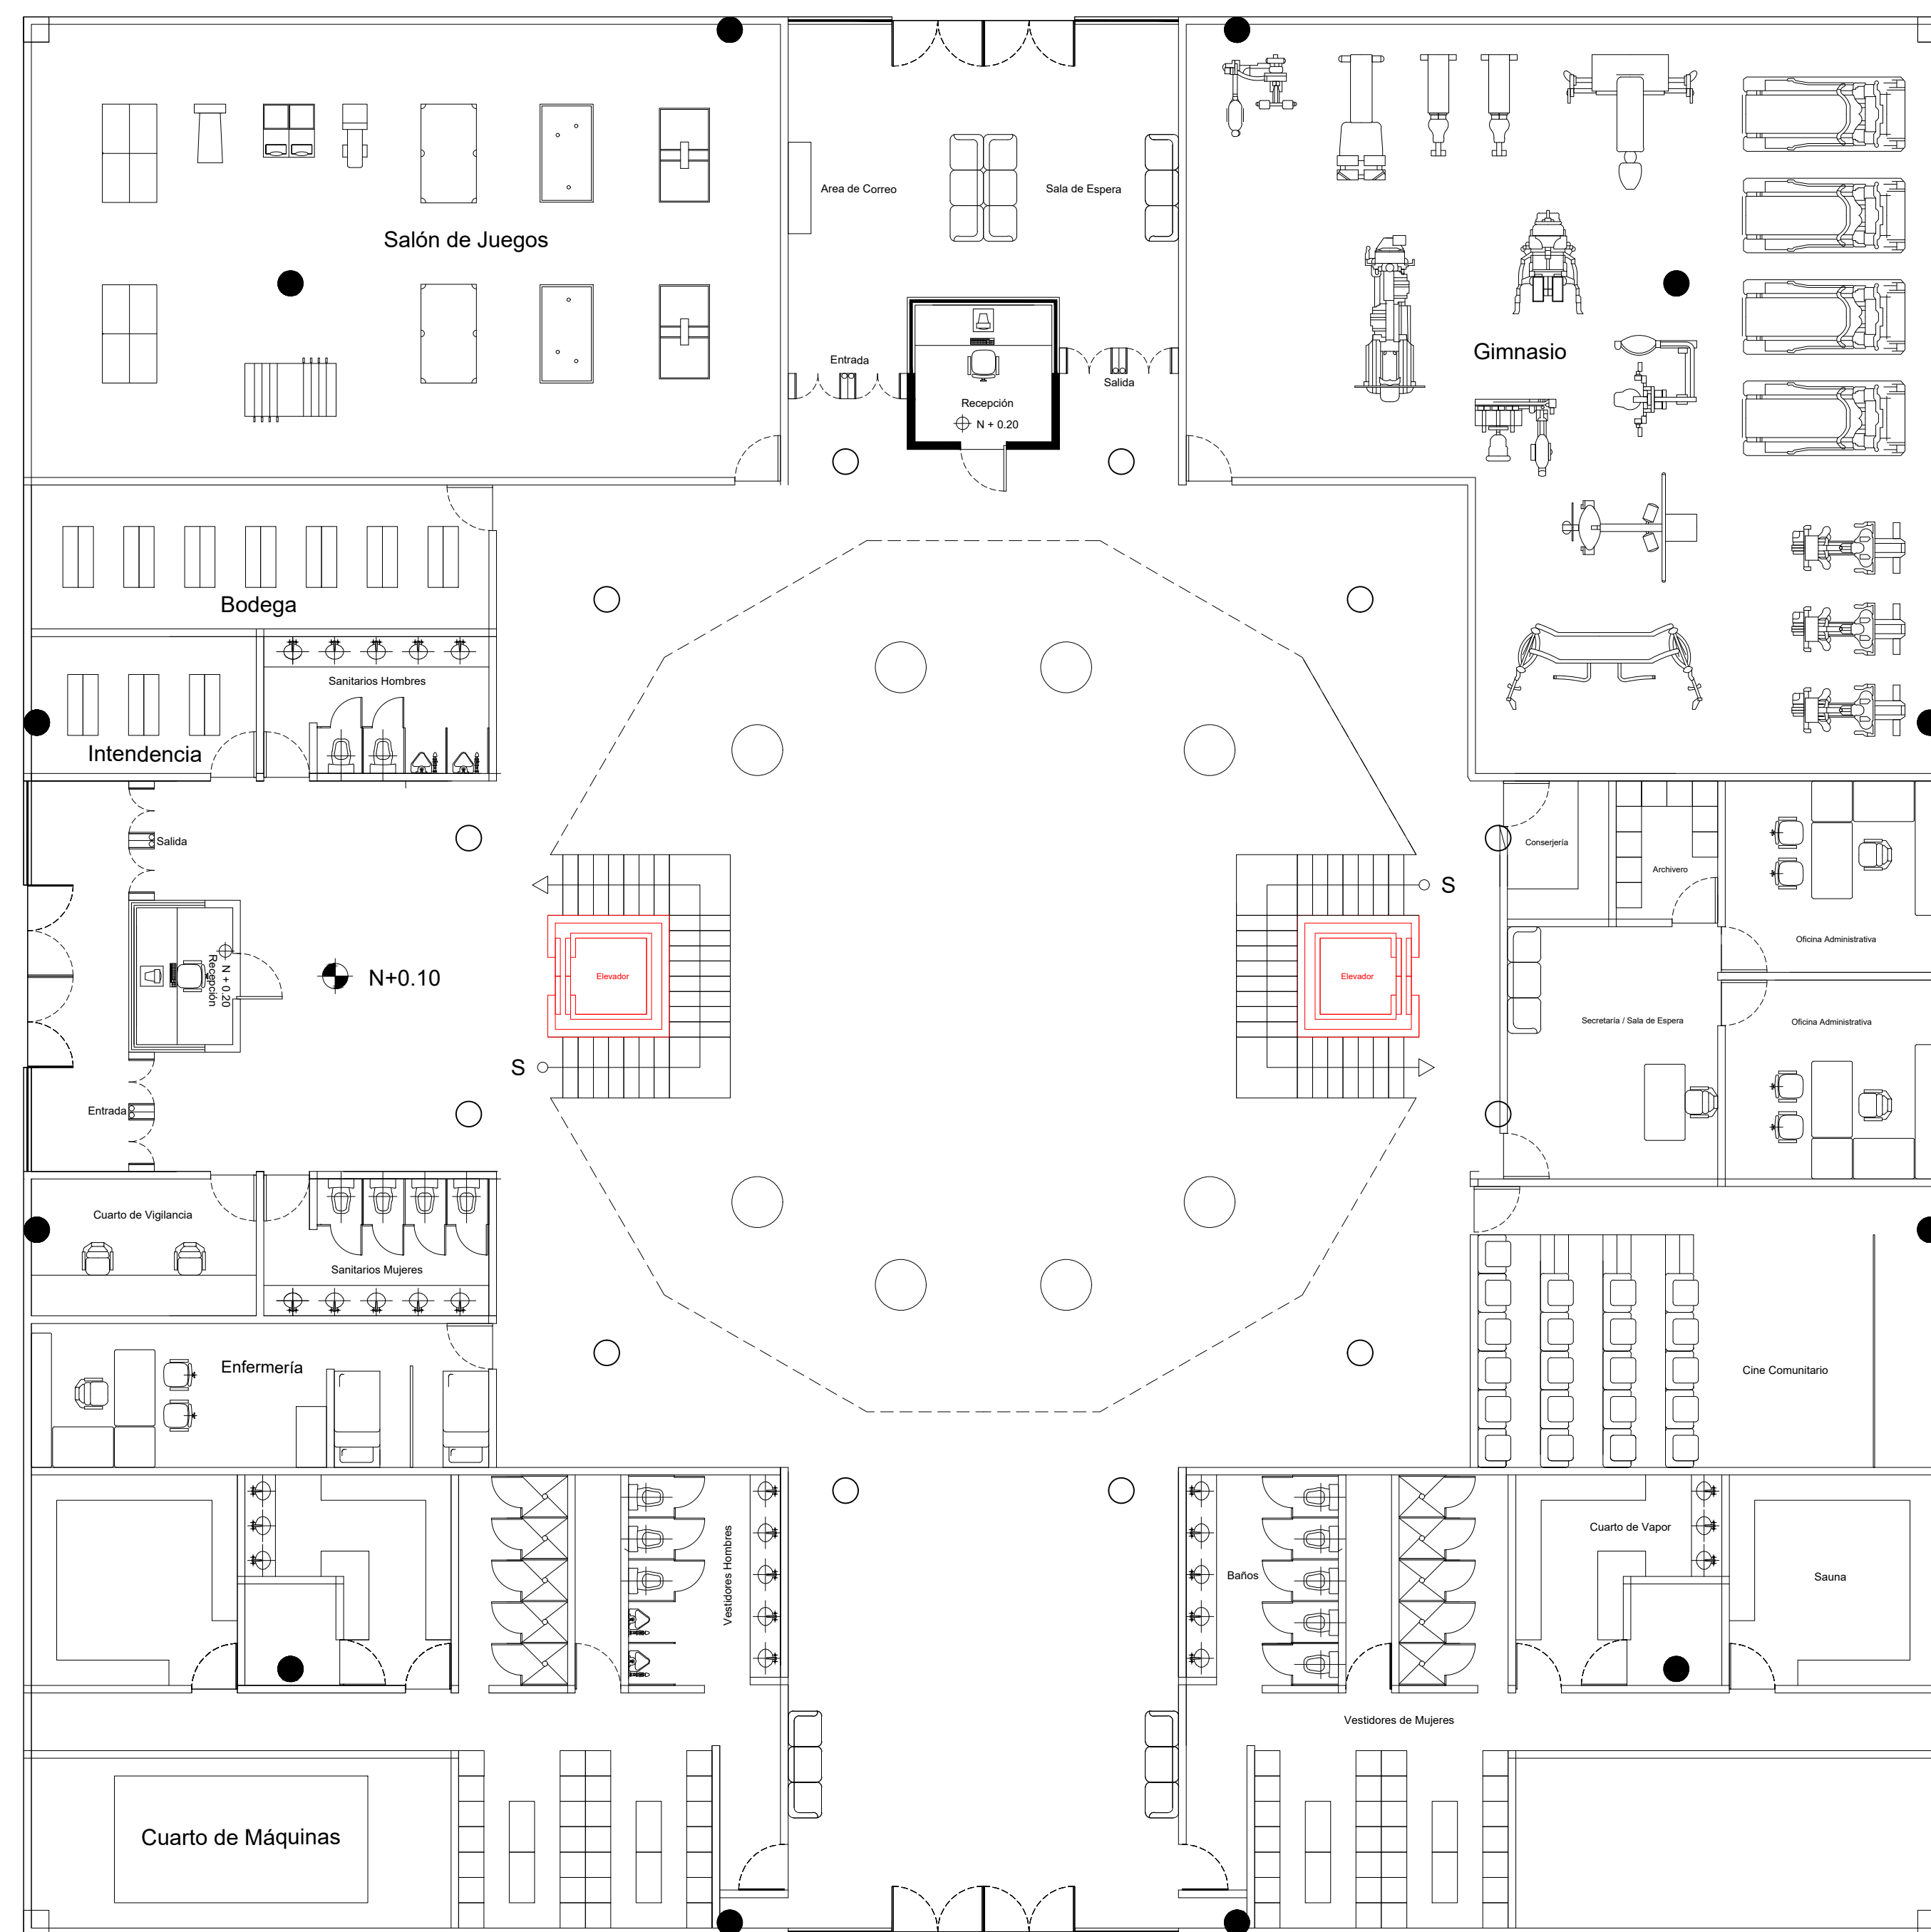 Area de Correo
Sala de Espera
Salón de Juegos
Gimnasio
Entrada
Salida
Recepción
N + 0.20
Bodega
Sanitarios Hombres
Intendencia
Salida
Conserjería
Archivero
S
Oficina Administrativa
N + 0.20
Recepción
N+0.10
Elevador
Elevador
Secretaría / Sala de Espera
Oficina Administrativa
S
Entrada
Cuarto de Vigilancia
Sanitarios Mujeres
Enfermería
Cine Comunitario
Vestidores Hombres
Baños
Cuarto de Vapor
Sauna
Vestidores de Mujeres
Cuarto de Máquinas